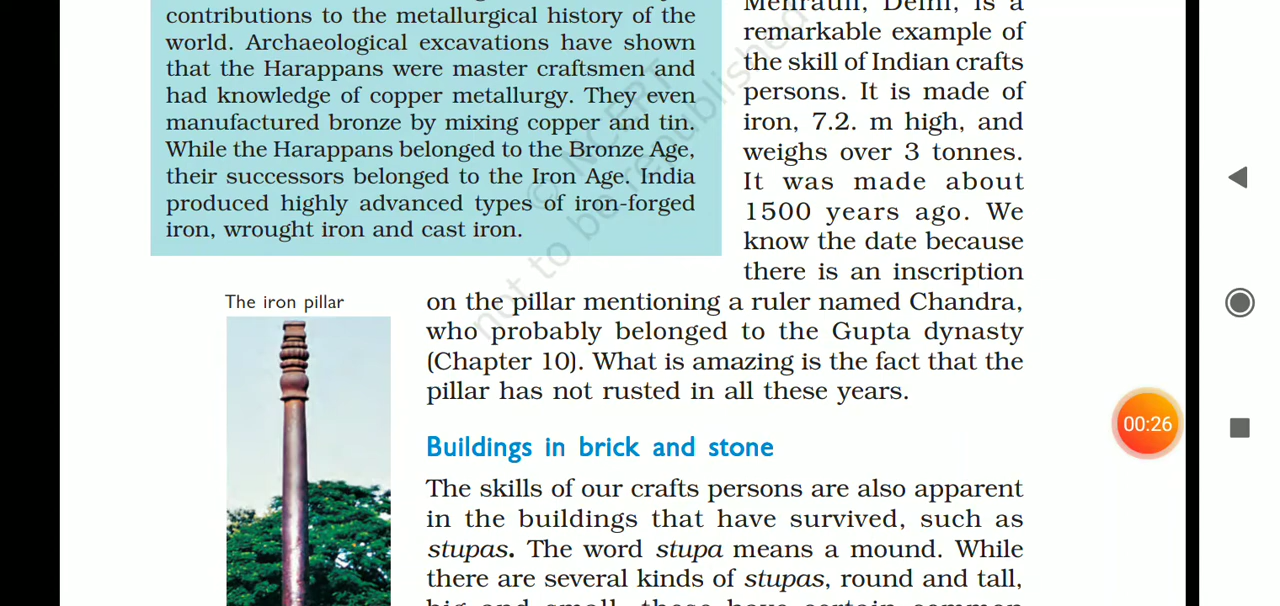 contributions to the metallurgical history of the
world. Archaeological excavations have shown
that the Harappans were master craftsmen and
had knowledge of copper metallurgy. They even
manufactured bronze by mixing copper and tin.
While the Harappans belonged to the Bronze Age,
their successors belonged to the Iron Age. India
produced highly advanced types of iron-forged
iron, wrought iron and cast iron.
Mehrauli, Delhi, is a
remarkable example of
the skill of Indian crafts
persons. It is made of
iron, 7.2. m high, and
weighs over 3 tonnes.
It was made about
1500 years ago. We
know the date because
there is an inscription
The iron pillar
on the pillar mentioning a ruler named Chandra,
who probably belonged to the Gupta dynasty
(Chapter 10). What is amazing is the fact that the
pillar has not rusted in all these years.
Buildings in brick and stone
The skills of our crafts persons are also apparent
in the buildings that have survived, such as
stupas. The word stupa means a mound. While
there are several kinds of stupas, round and tall,
© NCERT
not to be republished
00:26